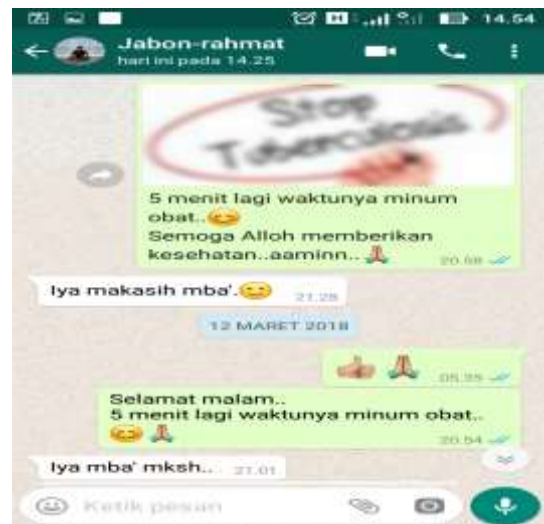 14.54
Jabon-rahmat
hari ini pada 14.25
Stop
Tuberculosis
5 menit lagi waktunya minum
obat..
Semoga Alloh memberikan
kesehatan..aaminn..
20.58
Iya makasih mba'.
21.28
12 MARET 2018
05.35
Selamat malam..
5 menit lagi waktunya minum obat..
20.54
Iya mba' mksh..
21.01
Ketik pesan